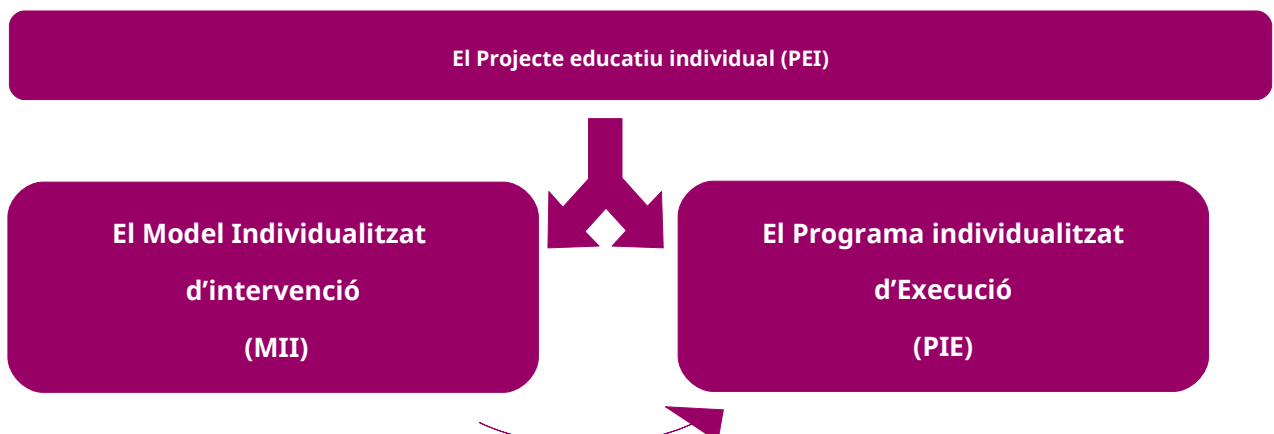 El Projecte educatiu individual (PEI)
El Model Individualitzat
d’intervenció
(MII)
El Programa individualitzat
d’Execució
(PIE)